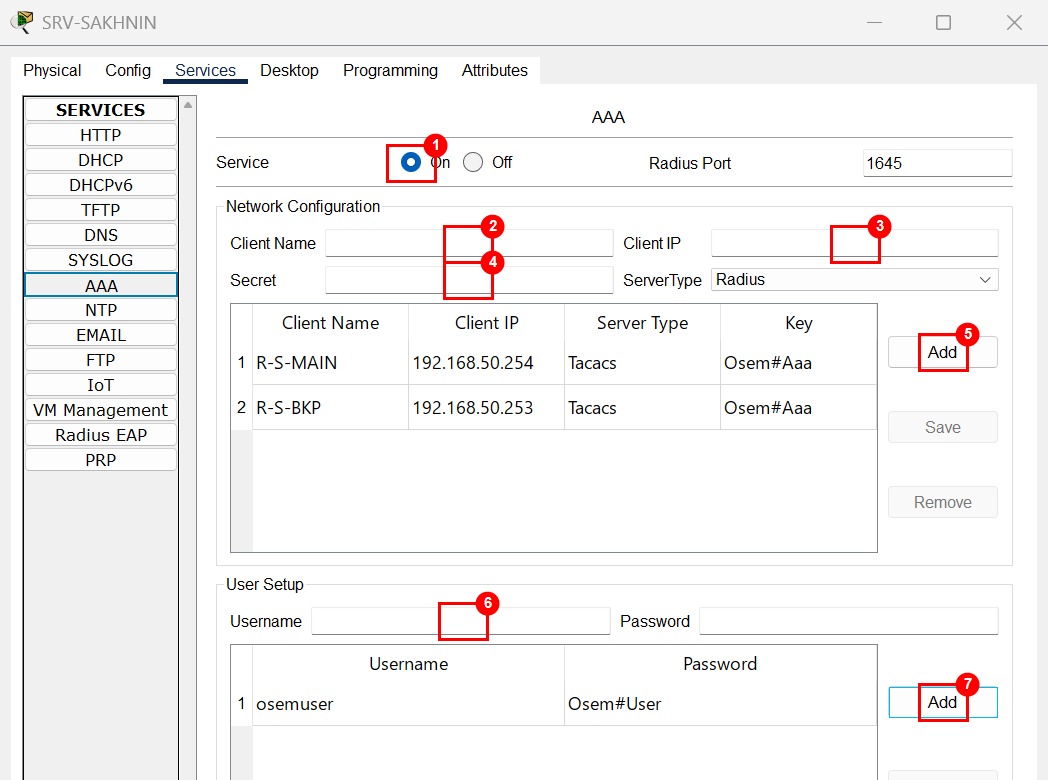 SRV-SAKHNIN
Physical Config Services Desktop Programming Attributes
SERVICES
HTTP
DHCP
DHCPv6
TFTP
DNS
SYSLOG
AAA
NTP
EMAIL
FTP
IoT
VM Management
Radius EAP
PRP
AAA
1
Service On Off Radius Port 1645
Network Configuration
2 3
Client Name Client IP
4
Secret ServerType Radius
Client Name Client IP Server Type Key
1 R-S-MAIN 192.168.50.254 Tacacs Osem#Aaa
2 R-S-BKP 192.168.50.253 Tacacs Osem#Aaa
5
Add
Save
Remove
User Setup
6
Username Password
Username Password
1 osemuser Osem#User
7
Add